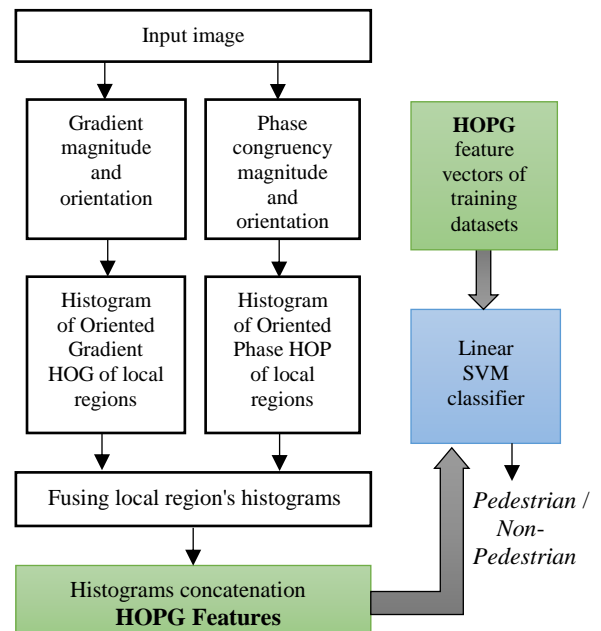 Input image
Gradient
magnitude
and
orientation
Phase
congruency
magnitude
and
orientation
Histogram
of Oriented
Gradient
HOG of local
regions
Histogram
of Oriented
Phase HOP
of local
regions
Fusing local region's histograms
Histograms concatenation
HOPG Features
HOPG
feature
vectors of
training
datasets
Linear
SVM
classifier
Pedestrian /
Non-
Pedestrian